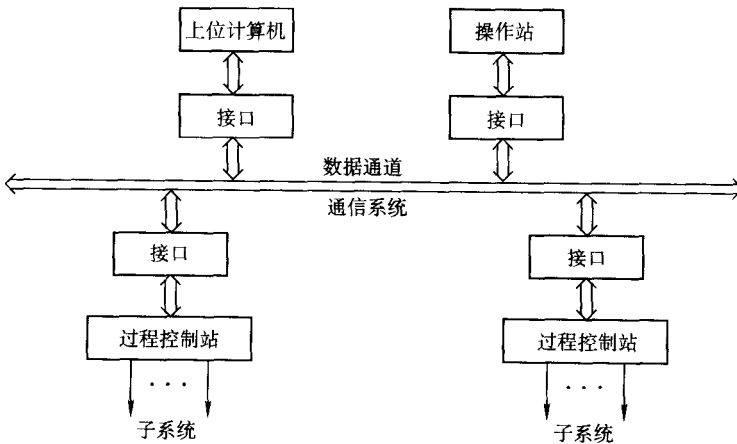 上位计算机
操作站
接口
接口
数据通道
通信系统
接口
接口
过程控制站
过程控制站
···
···
子系统
子系统